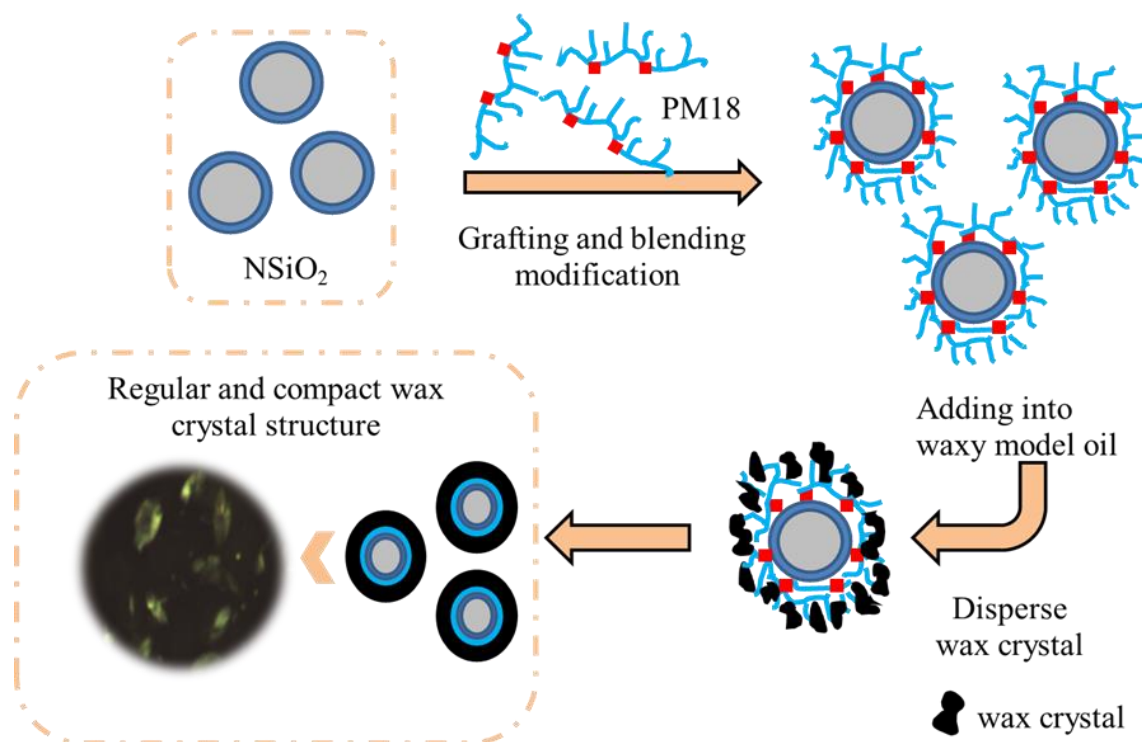 PM18
NSiO₂
Grafting and blending
modification
Adding into
waxy model oil
Regular and compact wax
crystal structure
Disperse
wax crystal
wax crystal